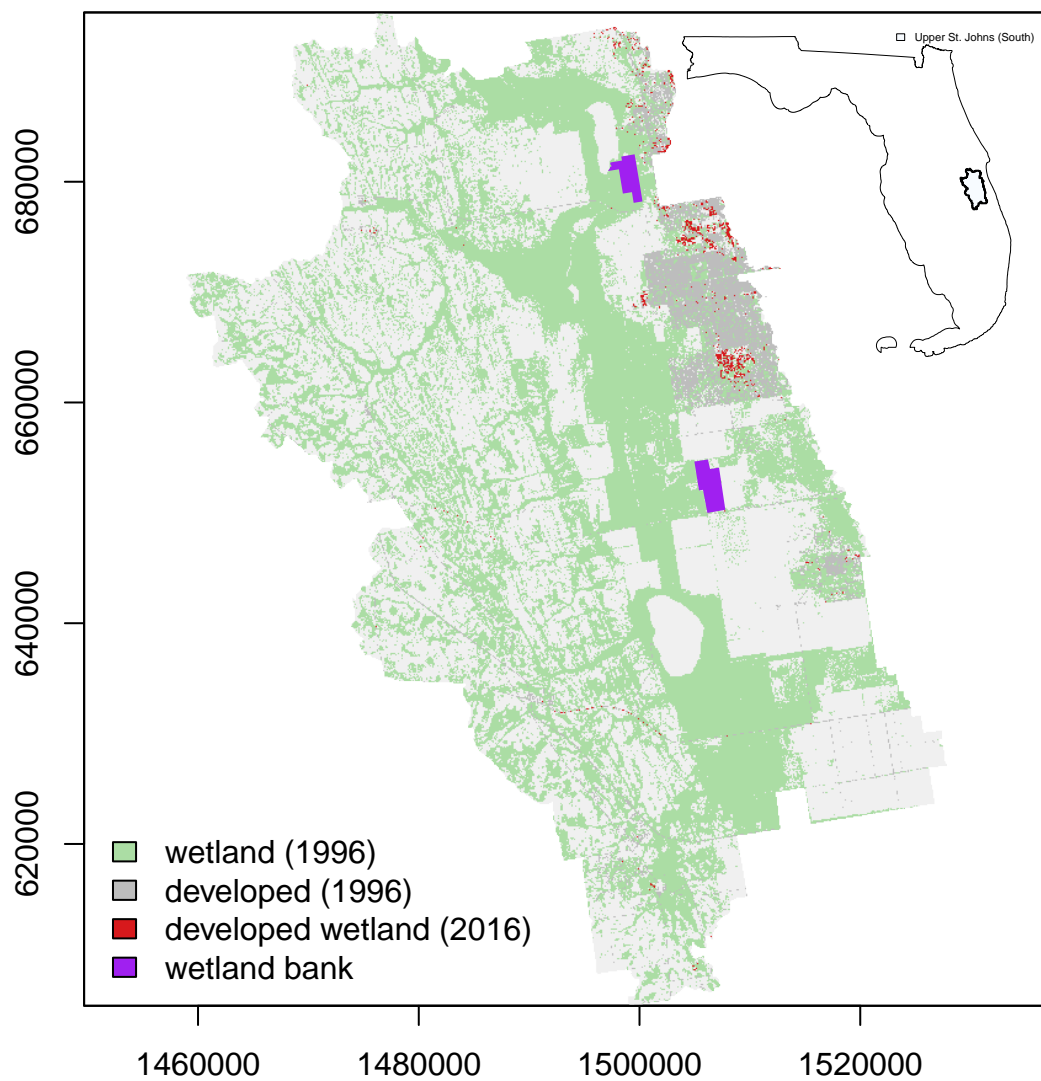 Upper St. Johns (South)
680000
660000
640000
620000
wetland (1996)
developed (1996)
developed wetland (2016)
wetland bank
1460000 1480000 1500000 1520000